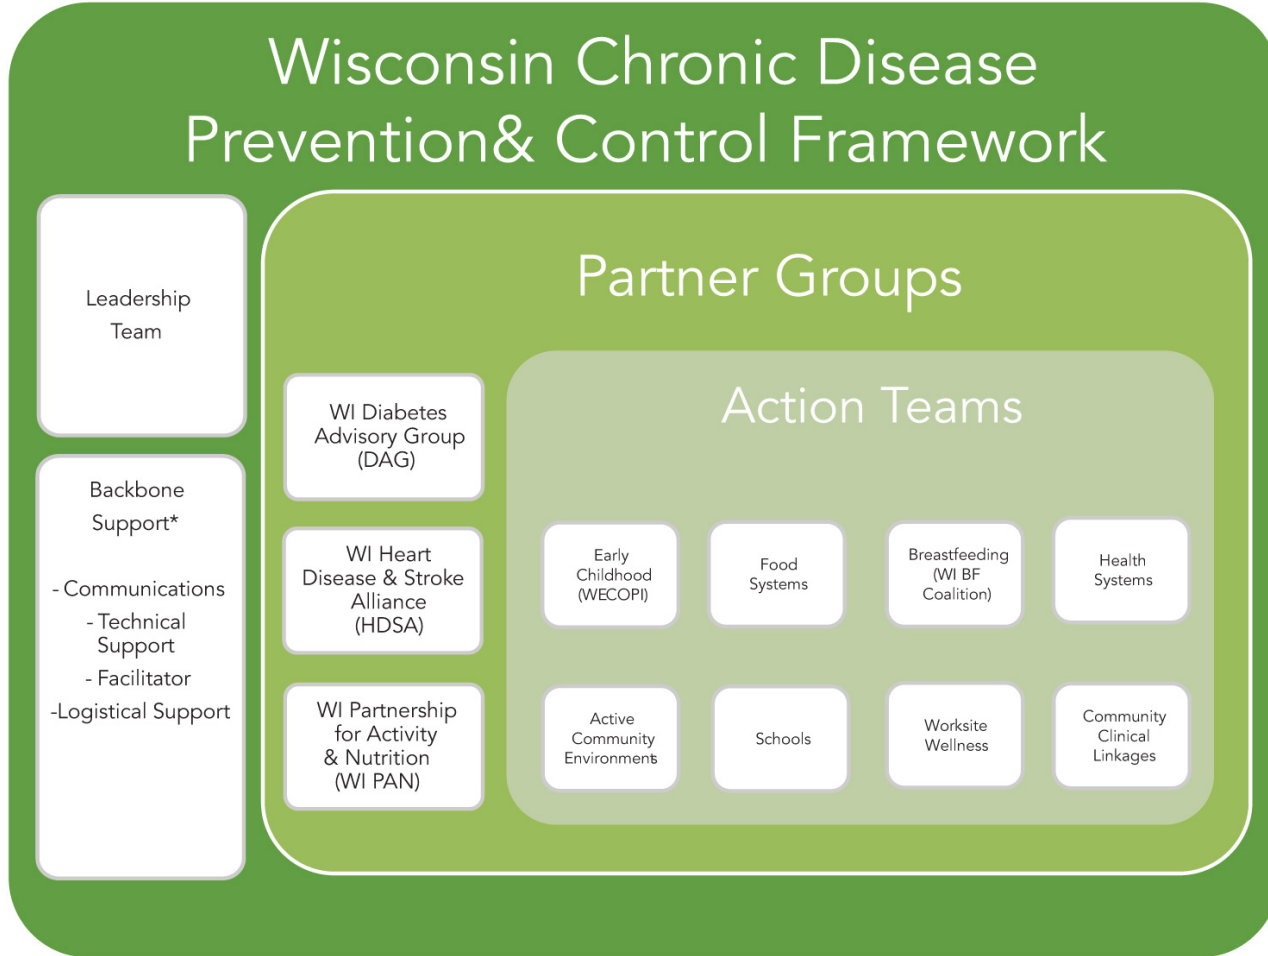 Wisconsin Chronic Disease
Prevention& Control Framework
Leadership
Team
Backbone
Support*
- Communications
- Technical
Support
- Facilitator
-Logistical Support
Partner Groups
WI Diabetes
Advisory Group
(DAG)
WI Heart
Disease & Stroke
Alliance
(HDSA)
WI Partnership
for Activity
& Nutrition
(WI PAN)
Action Teams
Early
Childhood
(WECOPI)
Food
Systems
Breastfeeding
(WI BF
Coalition)
Health
Systems
Active
Community
Environments
Schools
Worksite
Wellness
Community
Clinical
Linkages